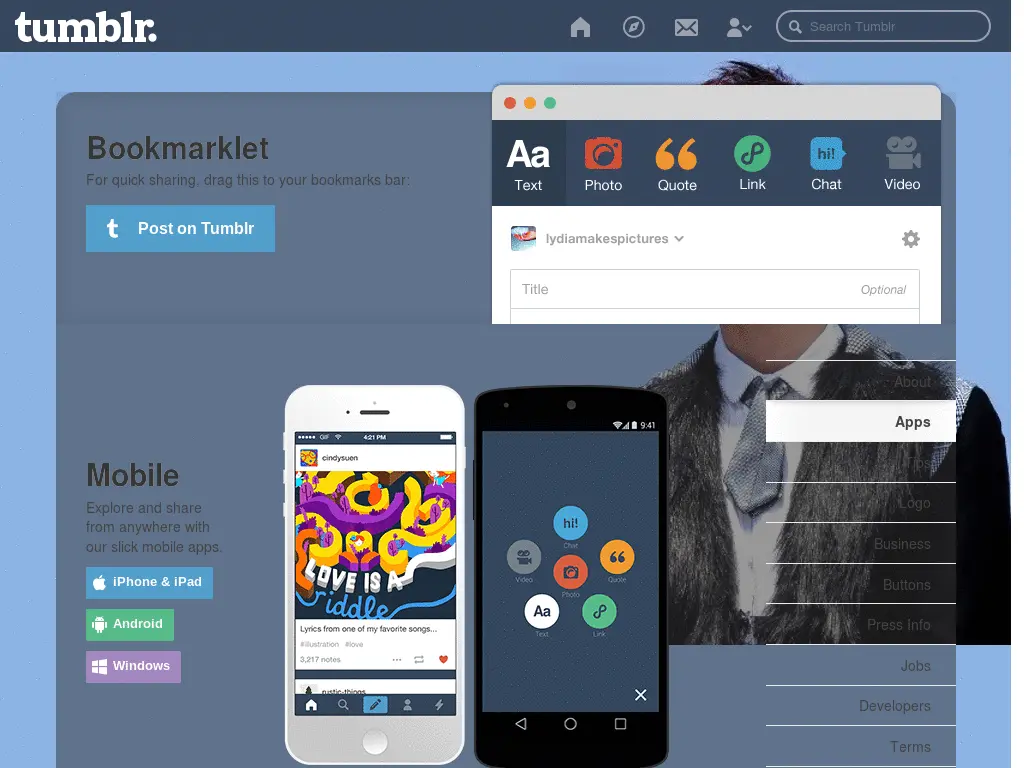 tumblr.
Search Tumblr
Bookmarklet
For quick sharing, drag this to your bookmarks bar:
t Post on Tumblr
Aa
Text
Photo
Quote
Link
hi!
Chat
Video
lydiamakespictures
Title
Optional
About
Apps
Logo
Business
Buttons
Press Info
Jobs
Developers
Terms
Mobile
Explore and share
from anywhere with
our slick mobile apps.
iPhone & iPad
Android
Windows
GIF 4:21 PM
cindysuen
LOVE IS A
riddle
Lyrics from one of my favorite songs...
#illustration #love
3,217 notes
rustic-things
9:41
hi!
Chat
Video
Quote
Photo
Aa
Text
Link